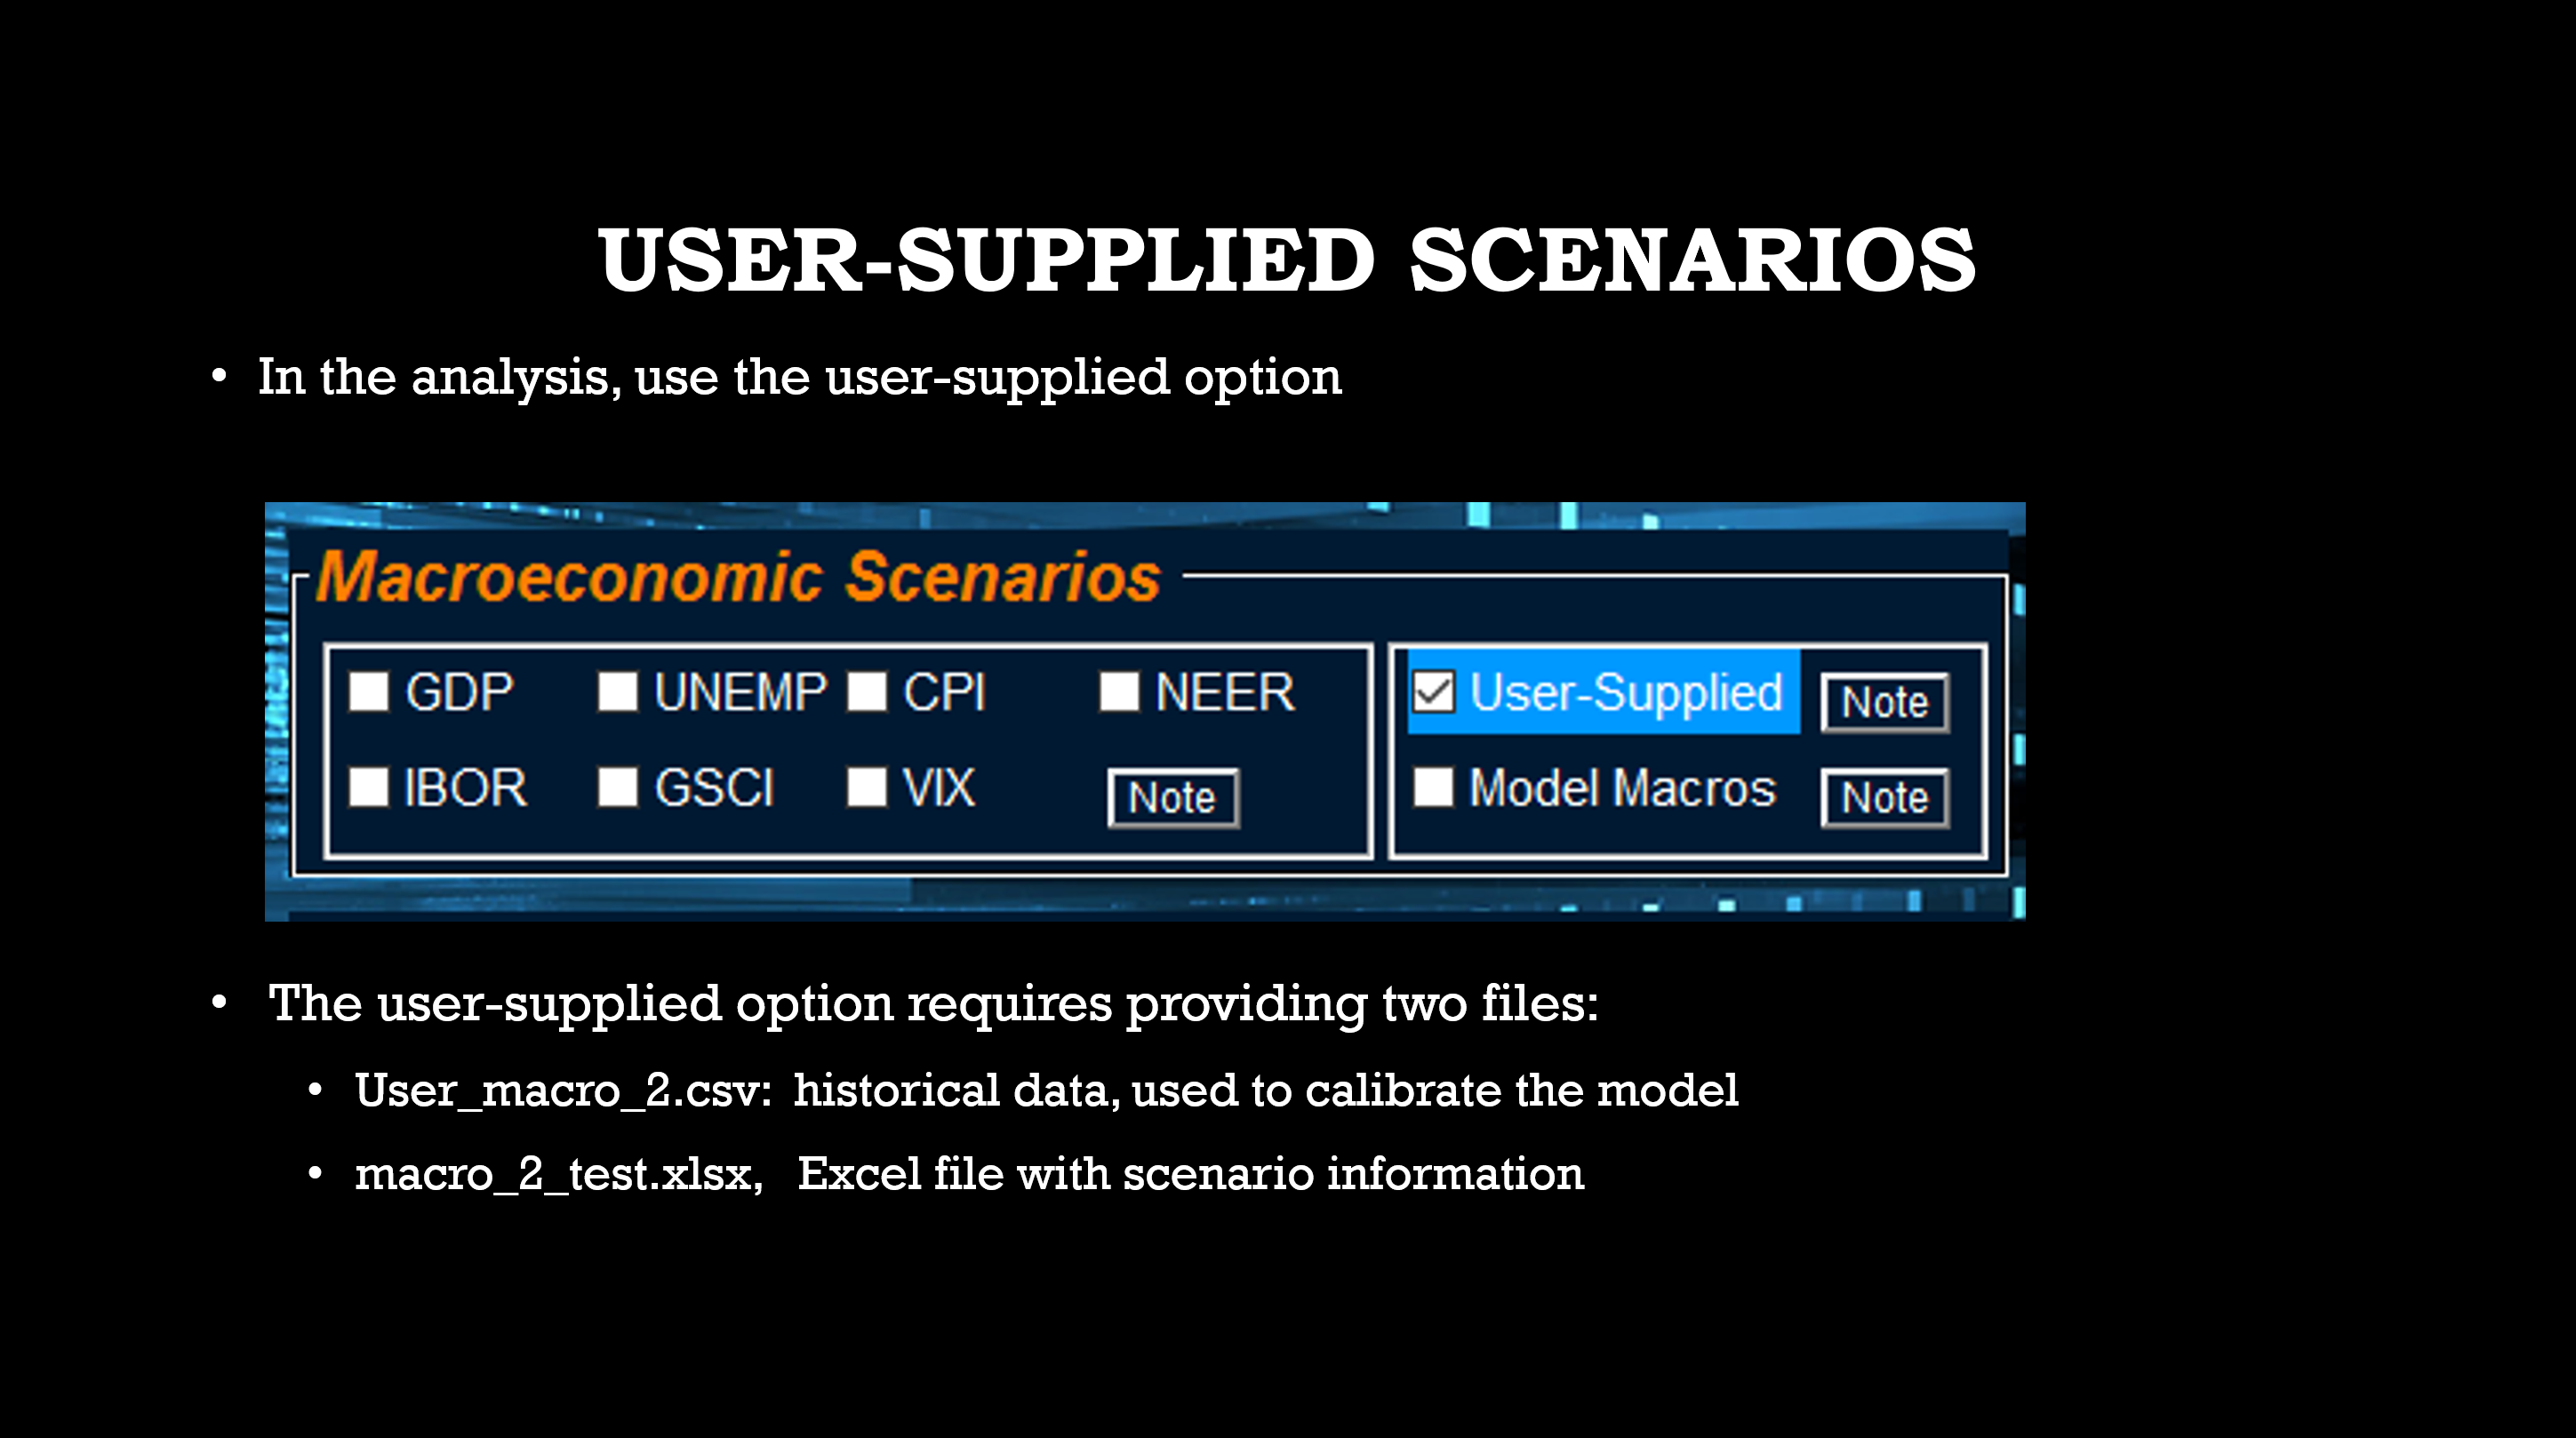 USER-SUPPLIED SCENARIOS
• In the analysis, use the user-supplied option
Macroeconomic Scenarios
GDP UNEMP CPI NEER User-Supplied Note
IBOR GSCI VIX Note Model Macros Note
• The user-supplied option requires providing two files:
• User_macro_2.csv: historical data, used to calibrate the model
• macro_2_test.xlsx, Excel file with scenario information